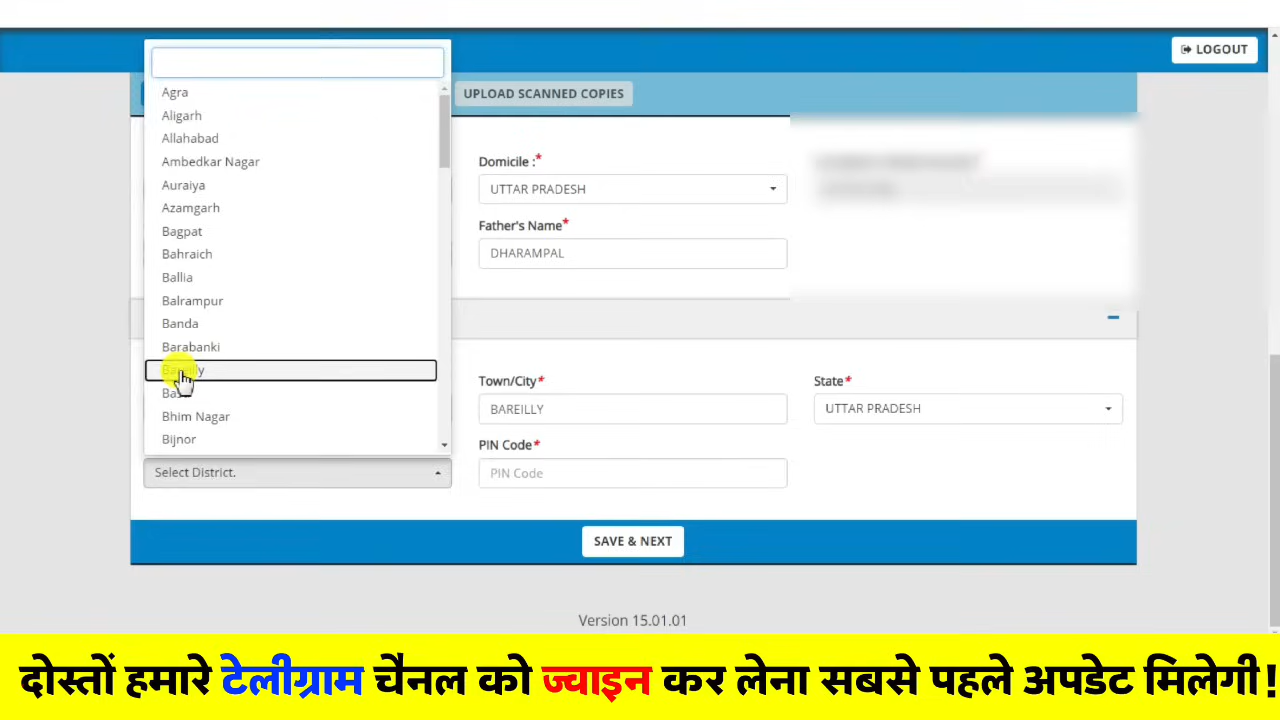 LOGOUT
UPLOAD SCANNED COPIES
Agra
Aligarh
Allahabad
Ambedkar Nagar
Auraiya
Azamgarh
Bagpat
Bahraich
Ballia
Balrampur
Banda
Barabanki
Bareilly
Bhim Nagar
Bijnor
Select District.
Domicile :*
UTTAR PRADESH
Father's Name*
DHARAMPAL
Town/City*
BAREILLY
State*
UTTAR PRADESH
PIN Code*
PIN Code
SAVE & NEXT
Version 15.01.01
दोस्तों हमारे टेलीग्राम चैनल को ज्वाइन कर लेना सबसे पहले अपडेट मिलेगी!